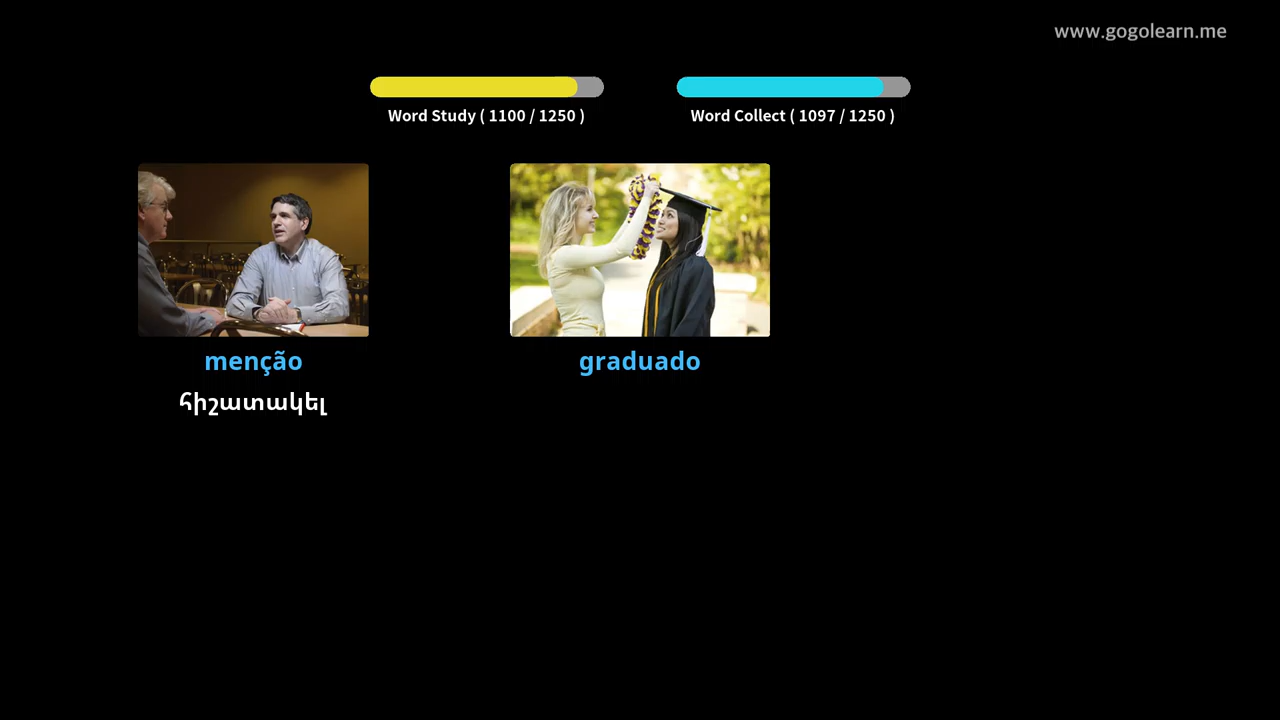 www.gogolearn.me
Word Study ( 1100 / 1250 )
Word Collect ( 1097 / 1250 )
menção
graduado
հիշատակել